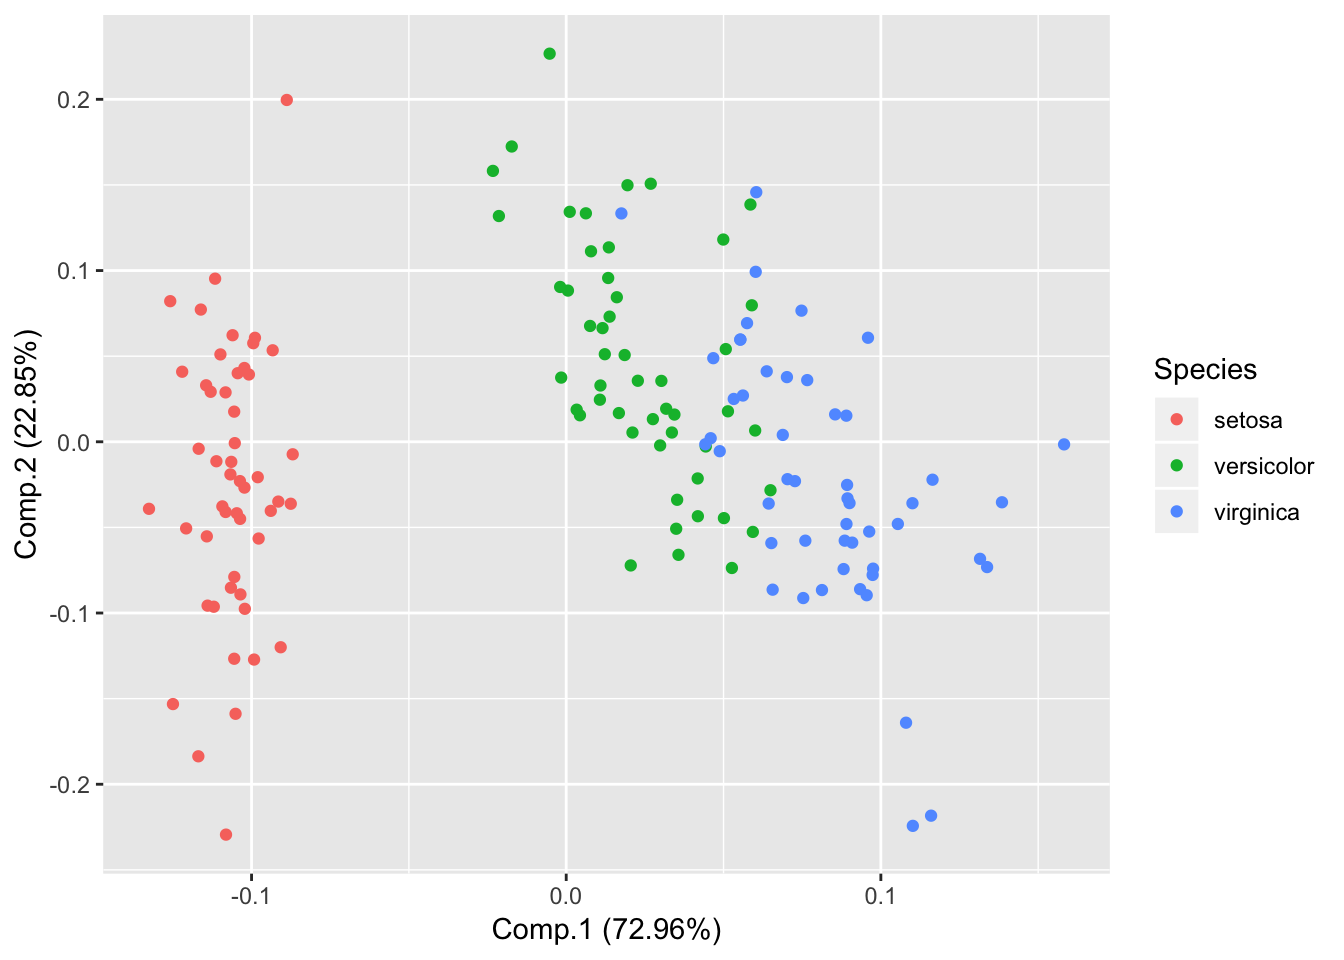 0.2
0.1
0.0
-0.1
-0.2
Comp.2 (22.85%)
-0.1
0.0
0.1
Comp.1 (72.96%)
Species
setosa
versicolor
virginica